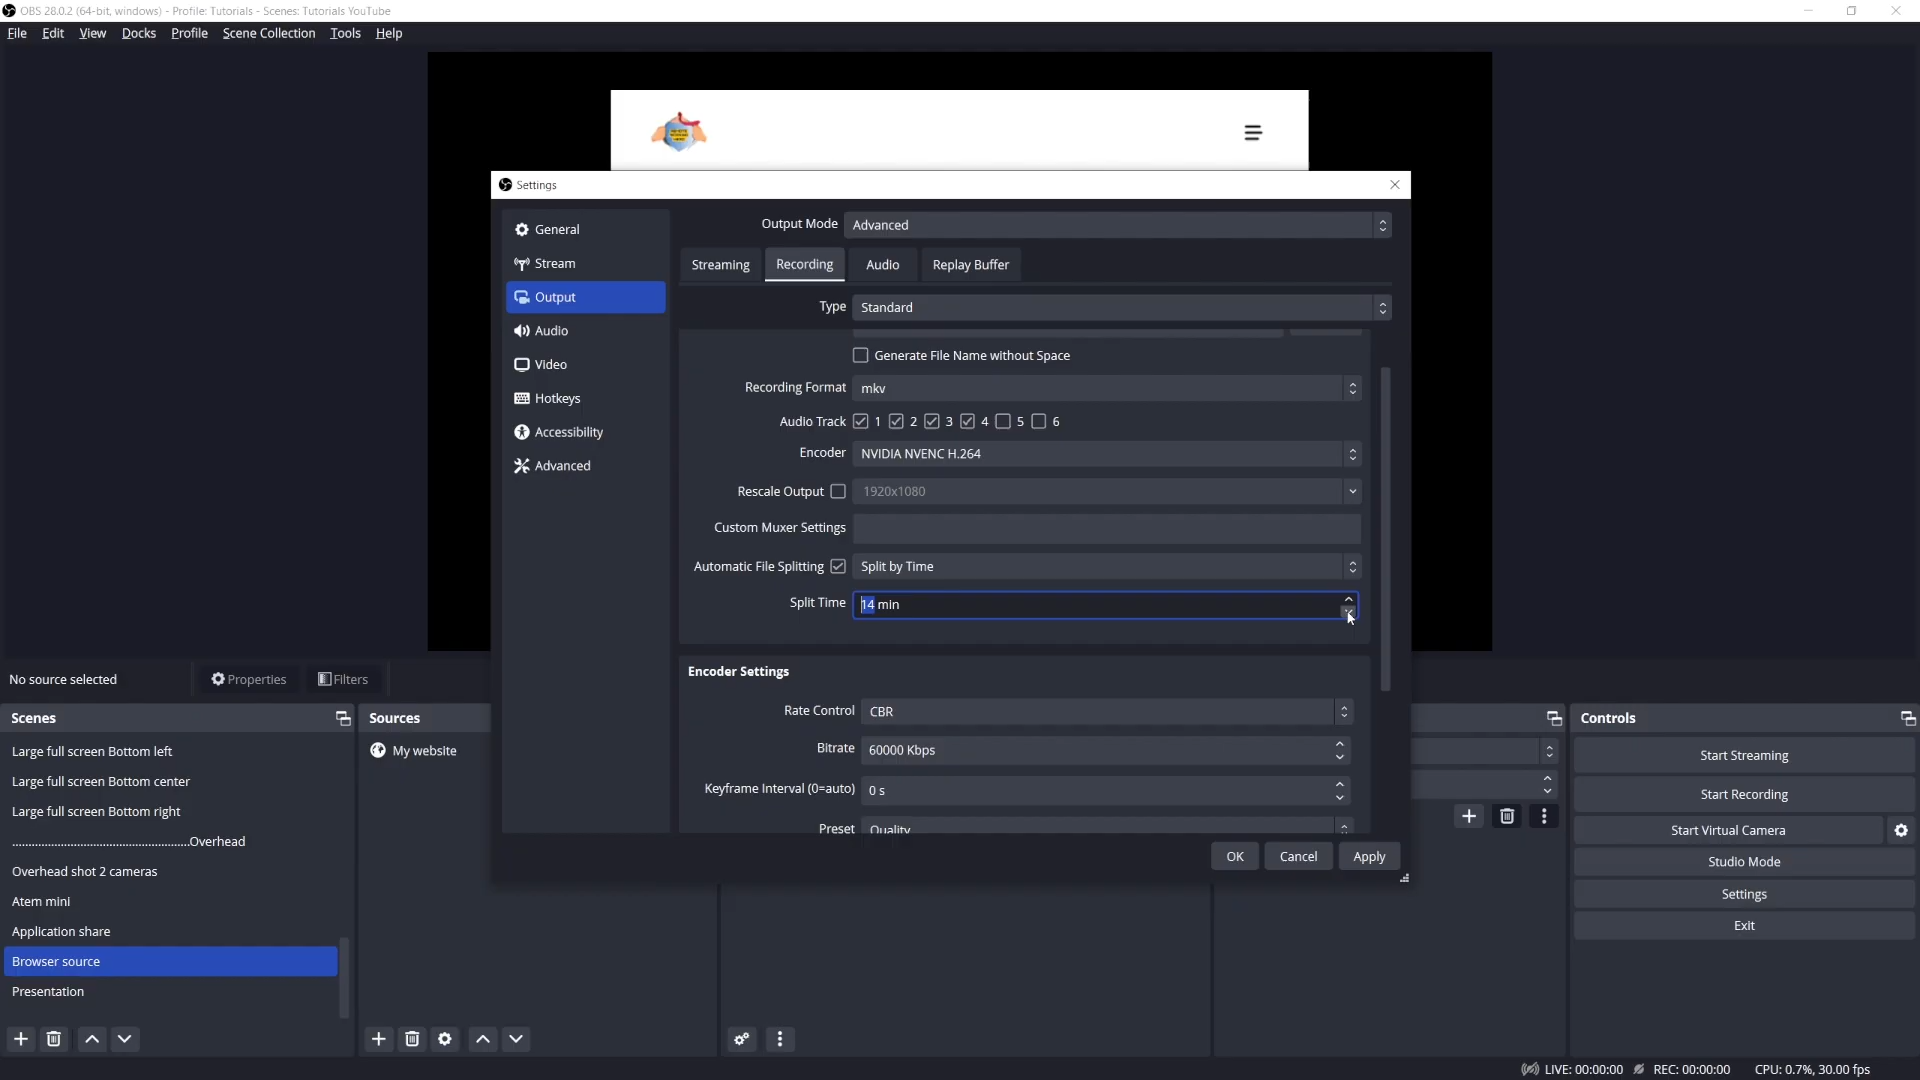 OBS 28.0.2 (64-bit, windows) - Profile: Tutorials - Scenes: Tutorials YouTube
File Edit View Docks Profile Scene Collection Tools Help
Settings
General
Stream
Output
Audio
Video
Hotkeys
Accessibility
Advanced
Output Mode Advanced
Streaming Recording Audio Replay Buffer
Type Standard
Generate File Name without Space
Recording Format mkv
Audio Track 1 2 3 4 5 6
Encoder NVIDIA NVENC H.264
Rescale Output 1920x1080
Custom Muxer Settings
Automatic File Splitting Split by Time
Split Time 14 min
Encoder Settings
Rate Control CBR
Bitrate 60000 Kbps
Keyframe Interval (0=auto) 0 s
Preset Quality
OK Cancel Apply
No source selected Properties Filters
Scenes
Large full screen Bottom left
Large full screen Bottom center
Large full screen Bottom right
......................................................Overhead
Overhead shot 2 cameras
Atem mini
Application share
Browser source
Presentation
Sources
My website
Controls
Start Streaming
Start Recording
Start Virtual Camera
Studio Mode
Settings
Exit
LIVE: 00:00:00 REC: 00:00:00 CPU: 0.7%, 30.00 fps